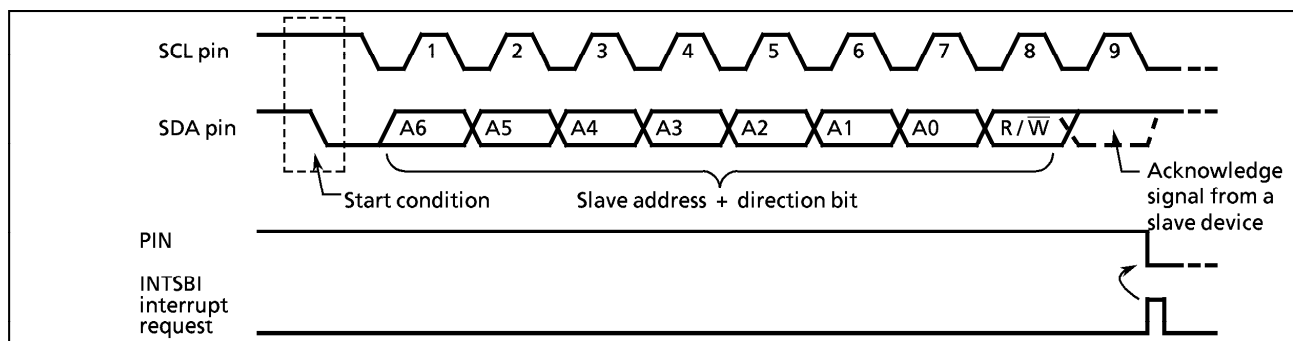 SCL pin
1 2 3 4 5 6 7 8 9
SDA pin
A6 A5 A4 A3 A2 A1 A0 R / W̅
Start condition
Slave address + direction bit
Acknowledge
signal from a
slave device
PIN
INTSBI
interrupt
request